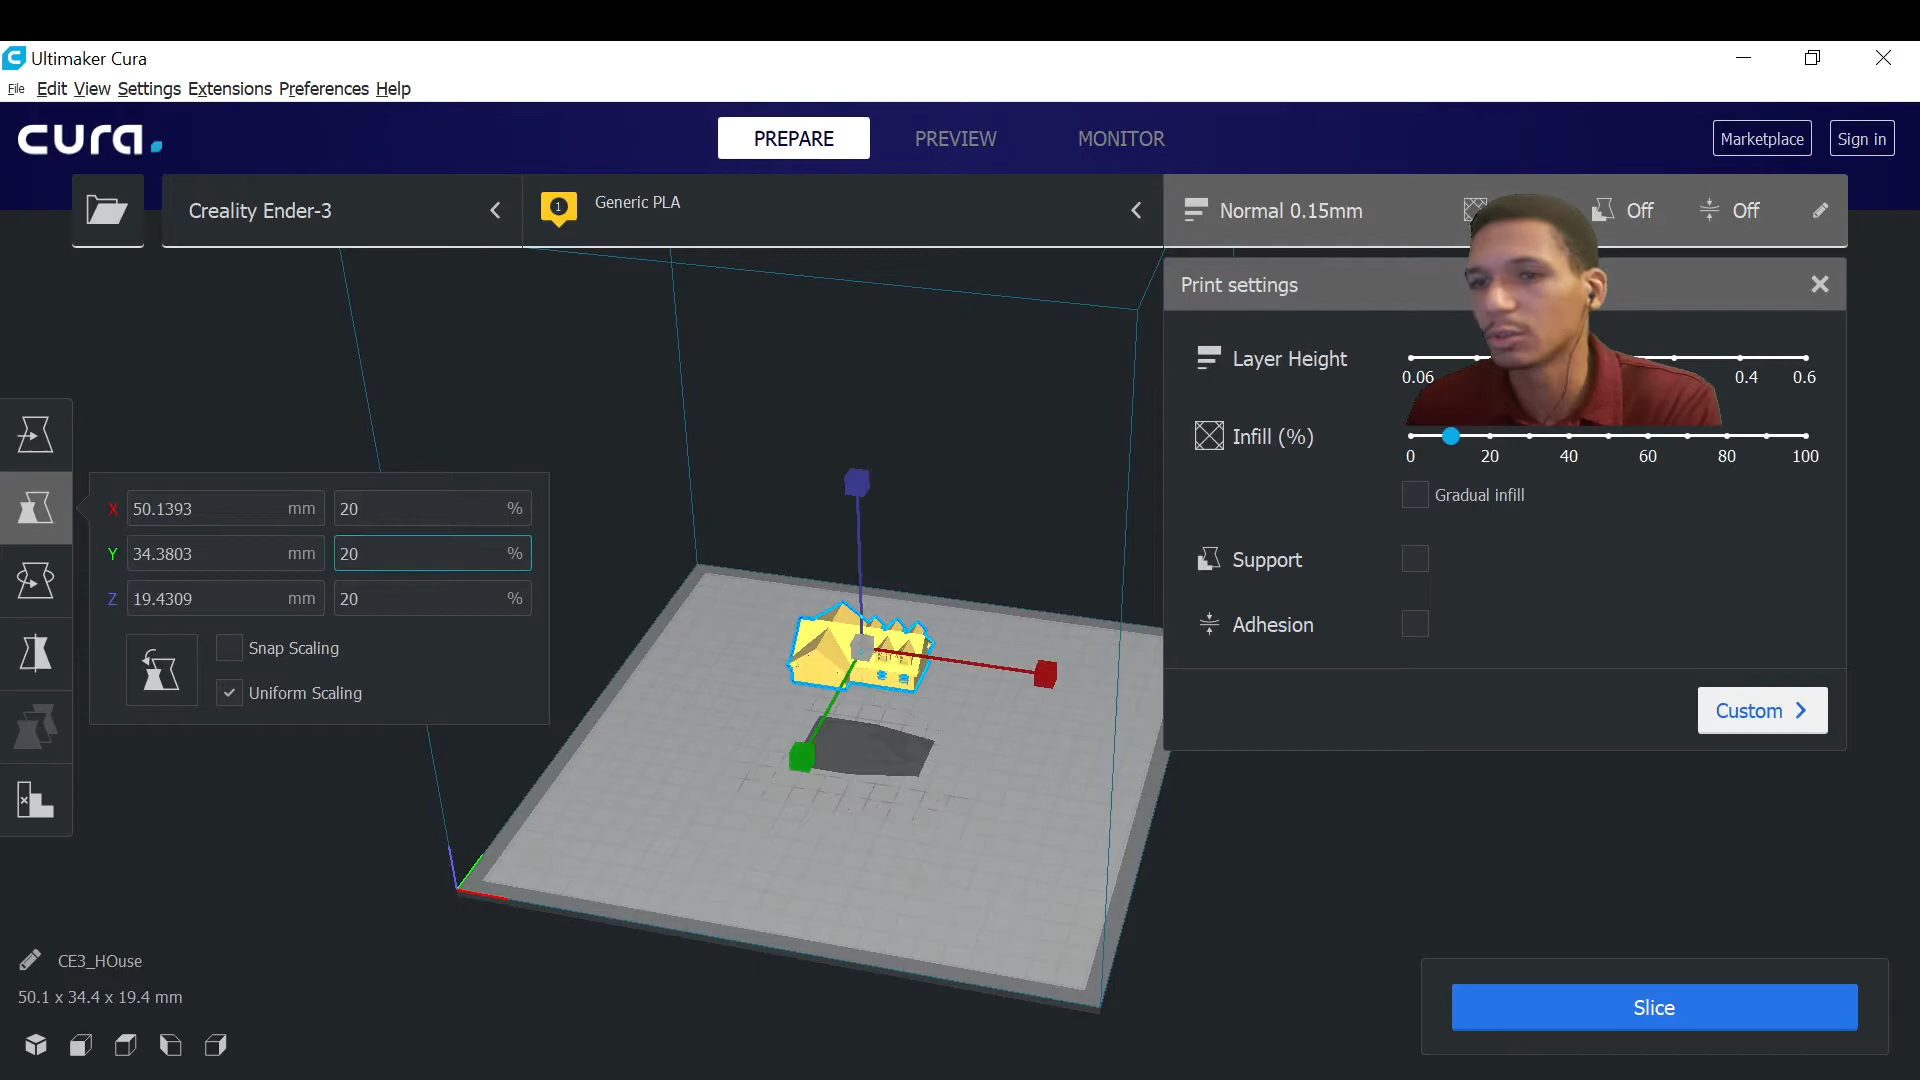 Ultimaker Cura
File Edit View Settings Extensions Preferences Help
cura.
PREPARE
PREVIEW
MONITOR
Marketplace
Sign in
Creality Ender-3
1
Generic PLA
Normal 0.15mm
Off
Off
Print settings
Layer Height
0.06
0.4
0.6
Infill (%)
0
20
40
60
80
100
Gradual infill
Support
Adhesion
Custom
X 50.1393 mm 20 %
Y 34.3803 mm 20 %
Z 19.4309 mm 20 %
Snap Scaling
Uniform Scaling
CE3_HOuse
50.1 x 34.4 x 19.4 mm
Slice